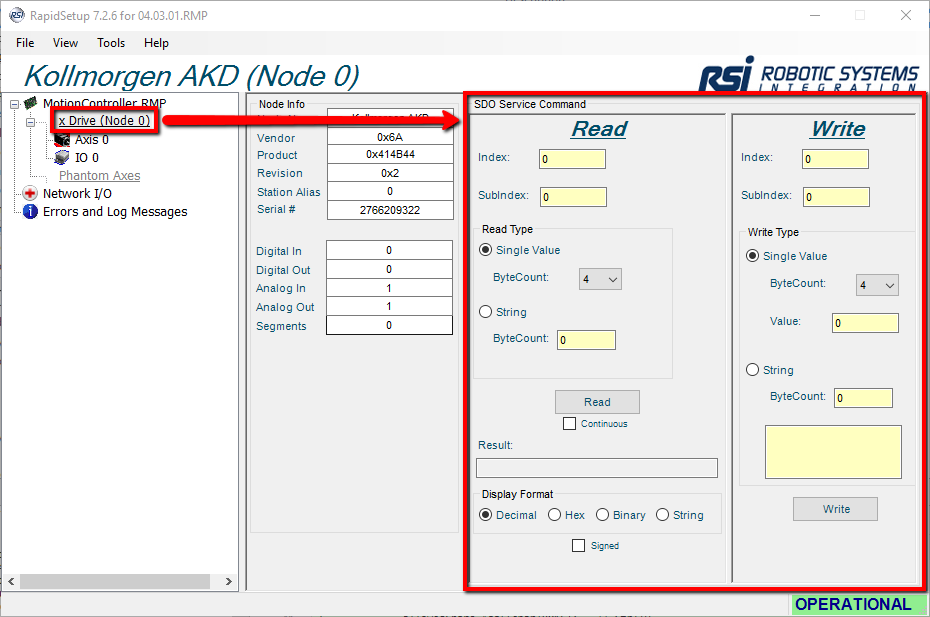 RSI RapidSetup 7.2.6 for 04.03.01.RMP
File View Tools Help
Kollmorgen AKD (Node 0)
RSI ROBOTIC SYSTEMS
INTEGRATION
MotionController RMP
x Drive (Node 0)
Axis 0
IO 0
Phantom Axes
Network I/O
Errors and Log Messages
Node Info
Kollmorgen AKD
Vendor 0x6A
Product 0x414B44
Revision 0x2
Station Alias 0
Serial # 2766209322
Digital In 0
Digital Out 0
Analog In 1
Analog Out 1
Segments 0
SDO Service Command
Read
Index: 0
SubIndex: 0
Read Type
Single Value
ByteCount: 4
String
ByteCount: 0
Read
Continuous
Result:
Display Format
Decimal Hex Binary String
Signed
Write
Index: 0
SubIndex: 0
Write Type
Single Value
ByteCount: 4
Value: 0
String
ByteCount: 0
Write
OPERATIONAL